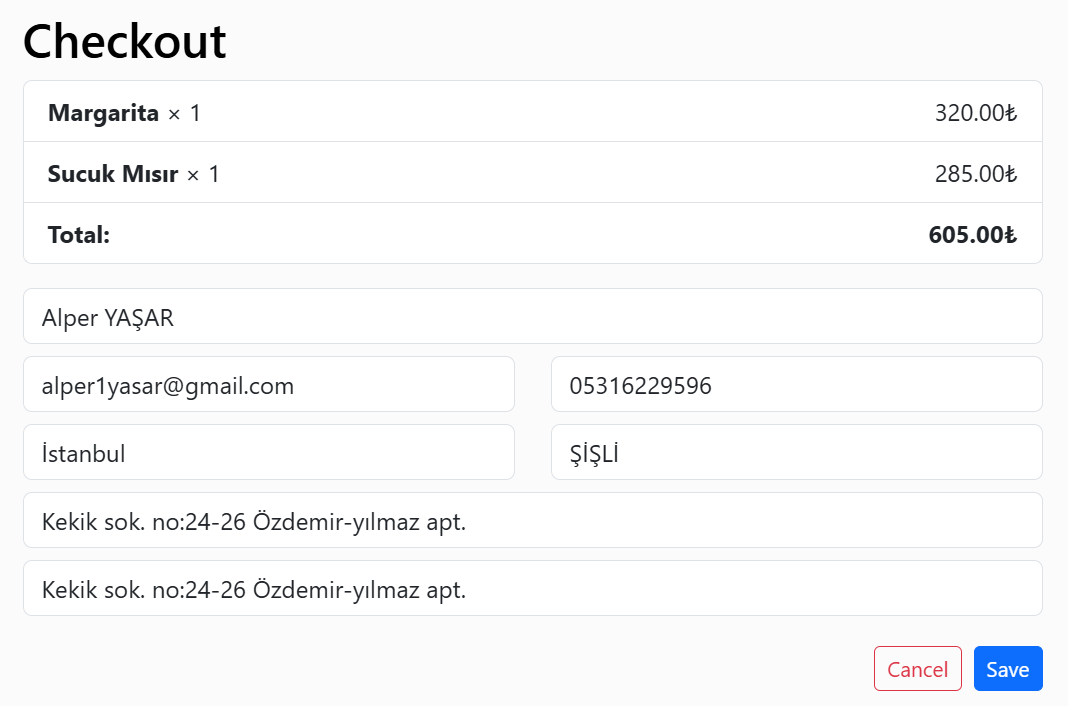 Checkout
Margarita × 1 320.00₺
Sucuk Mısır × 1 285.00₺
Total: 605.00₺
Alper YAŞAR
alper1yasar@gmail.com 05316229596
İstanbul ŞİŞLİ
Kekik sok. no:24-26 Özdemir-yılmaz apt.
Kekik sok. no:24-26 Özdemir-yılmaz apt.
Cancel Save